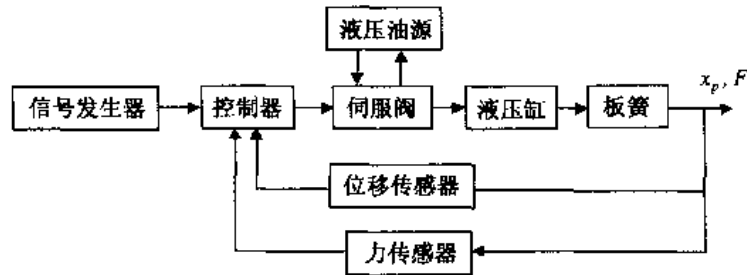 液压油源
x_p, F
信号发生器
控制器
伺服阀
液压缸
板簧
位移传感器
力传感器